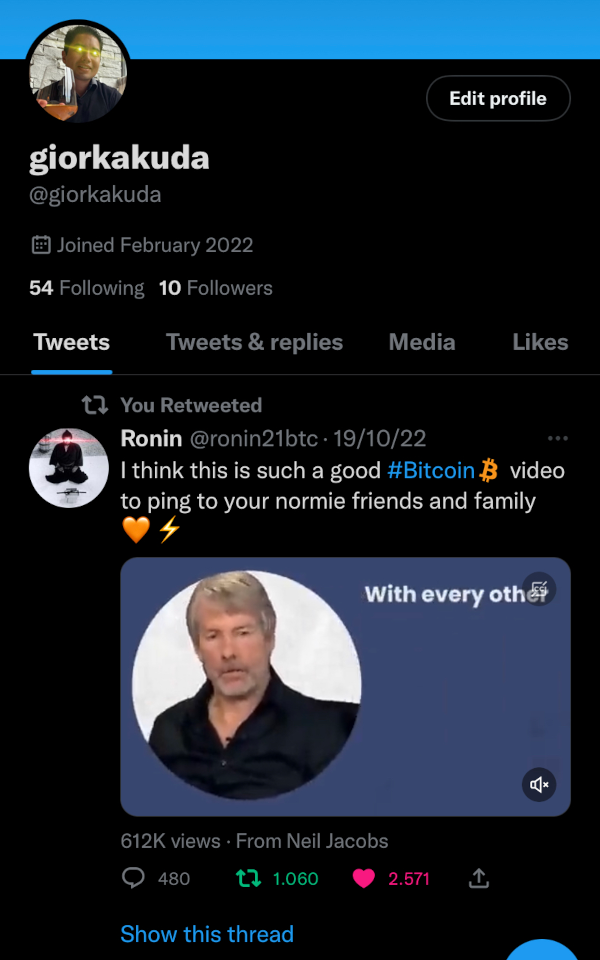 Edit profile
giorkakuda
@giorkakuda
Joined February 2022
54 Following 10 Followers
Tweets Tweets & replies Media Likes
You Retweeted
Ronin @ronin21btc · 19/10/22
I think this is such a good #Bitcoin video
to ping to your normie friends and family
🧡⚡
With every other
612K views · From Neil Jacobs
480 1.060 2.571
Show this thread